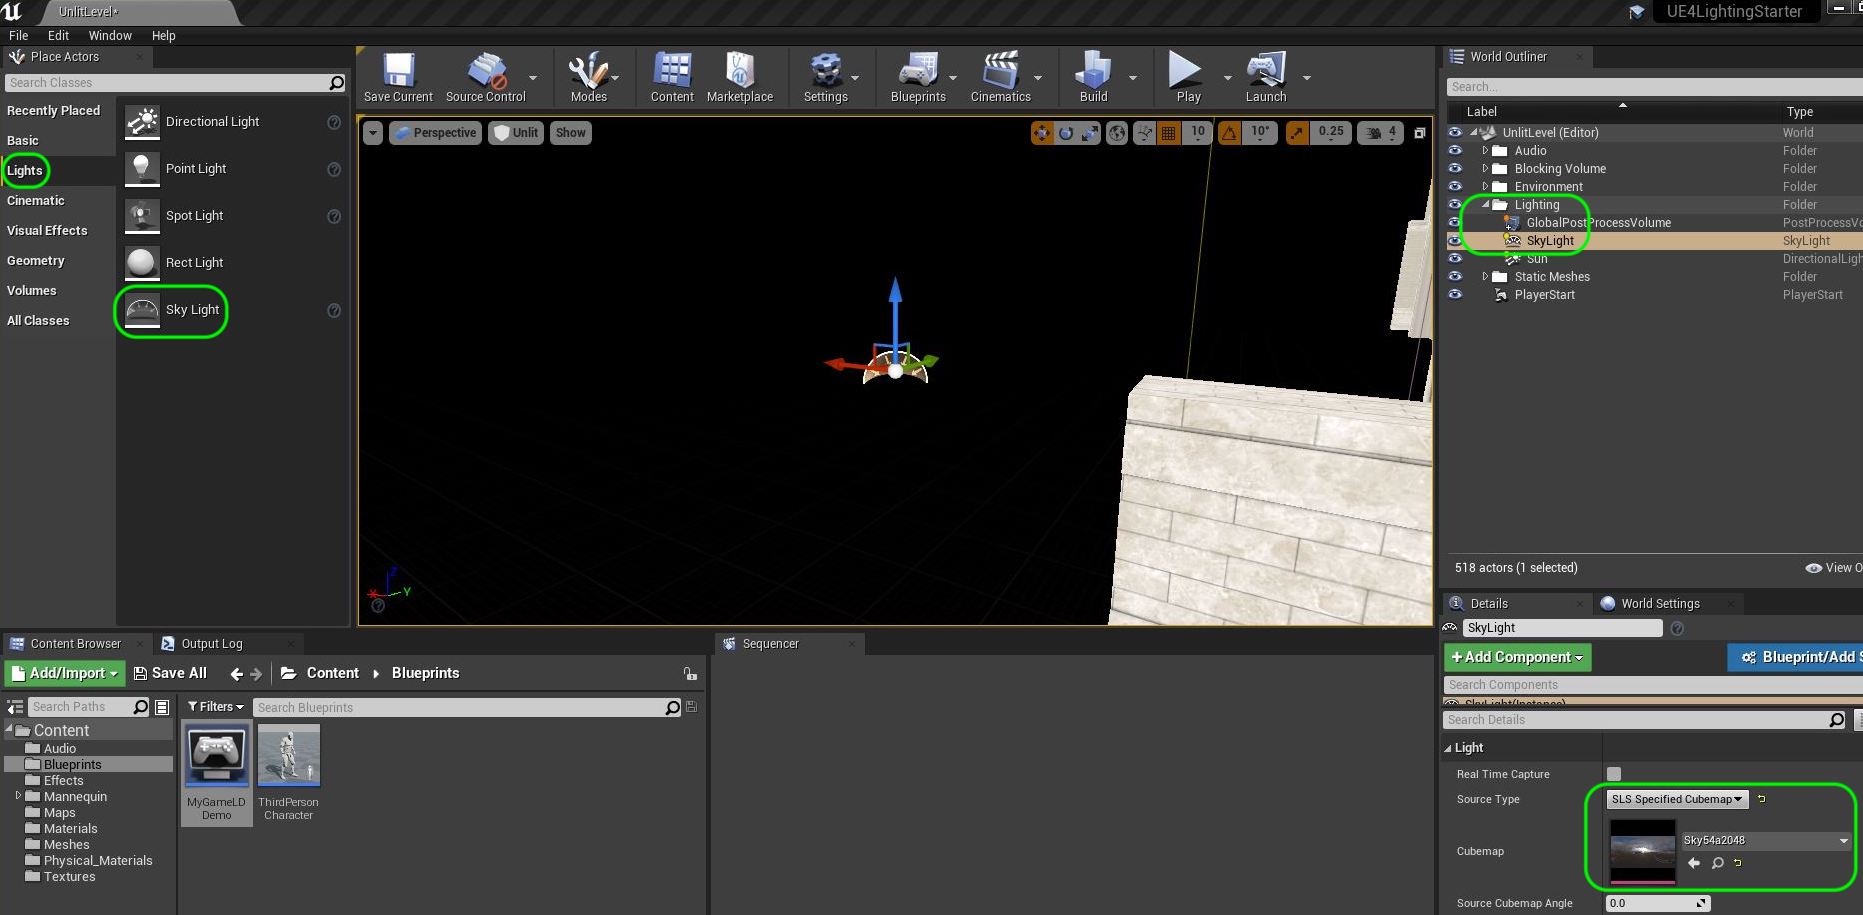 UnlitLevel*
UE4LightingStarter
File Edit Window Help
Place Actors
Search Classes
Recently Placed
Basic
Lights
Cinematic
Visual Effects
Geometry
Volumes
All Classes
Directional Light
Point Light
Spot Light
Rect Light
Sky Light
Save Current Source Control Modes Content Marketplace Settings Blueprints Cinematics Build Play Launch
Perspective Unlit Show
10 10° 0.25 4
Z
X Y
World Outliner
Search...
Label Type
UnlitLevel (Editor) World
Audio Folder
Blocking Volume Folder
Environment Folder
Lighting Folder
GlobalPostProcessVolume PostProcessVo
SkyLight SkyLight
Sun DirectionalLigh
Static Meshes Folder
PlayerStart PlayerStart
518 actors (1 selected) View O
Details World Settings
SkyLight
+Add Component Blueprint/Add S
Search Components
SkyLight(Instance)
Search Details
Light
Real Time Capture
Source Type SLS Specified Cubemap
Cubemap Sky54a2048
Source Cubemap Angle 0.0
Content Browser Output Log
Add/Import Save All Content Blueprints
Search Paths Filters Search Blueprints
Content
Audio
Blueprints
Effects
Mannequin
Maps
Materials
Meshes
Physical_Materials
Textures
MyGameLD
Demo
ThirdPerson
Character
Sequencer